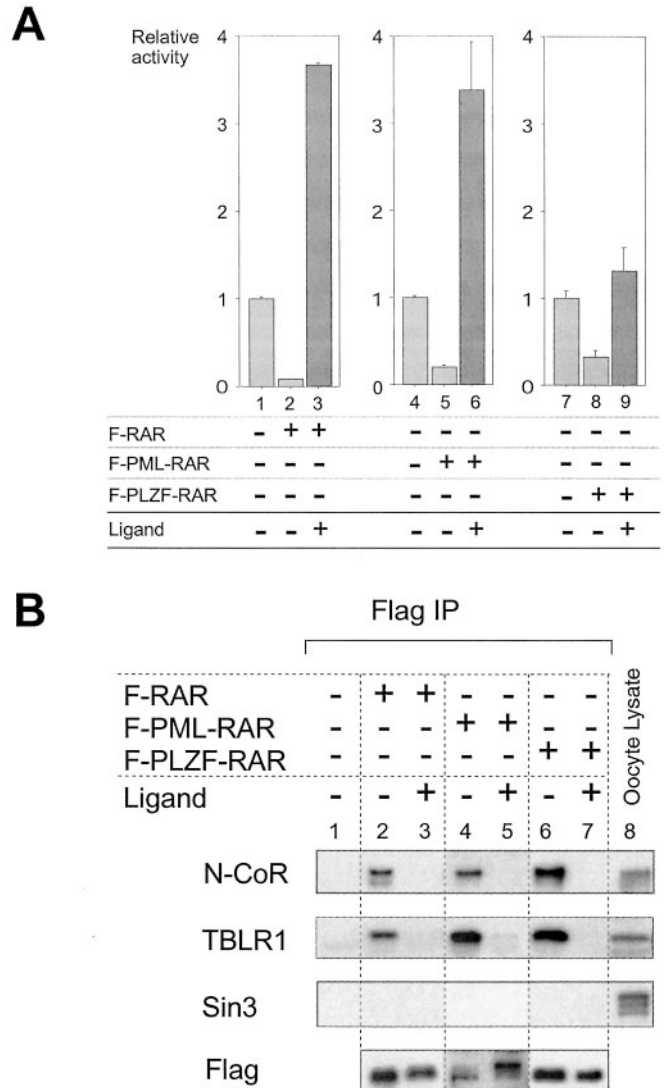 A
Relative
activity
4 4 4
3 3 3
2 2 2
1 1 1
0 0 0
1 2 3 4 5 6 7 8 9
F-RAR - + + - - - - - -
F-PML-RAR - - - - + + - - -
F-PLZF-RAR - - - - - - - + +
Ligand - - + - - + - - +
B
Flag IP
Oocyte Lysate
F-RAR - + + - - - -
F-PML-RAR - - - + + - -
F-PLZF-RAR - - - - - + +
Ligand - - + - + - +
1 2 3 4 5 6 7 8
N-CoR
TBLR1
Sin3
Flag